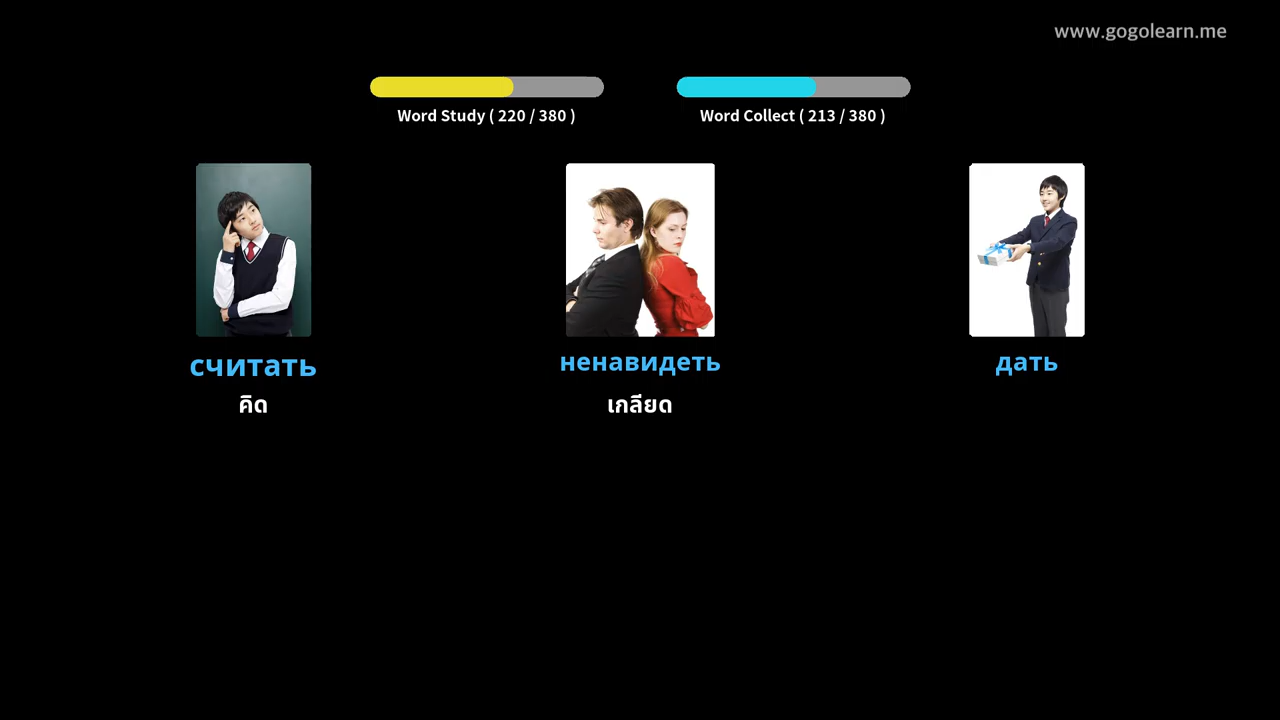 www.gogolearn.me
Word Study ( 220 / 380 )
Word Collect ( 213 / 380 )
считать
ненавидеть
дать
คิด
เกลียด